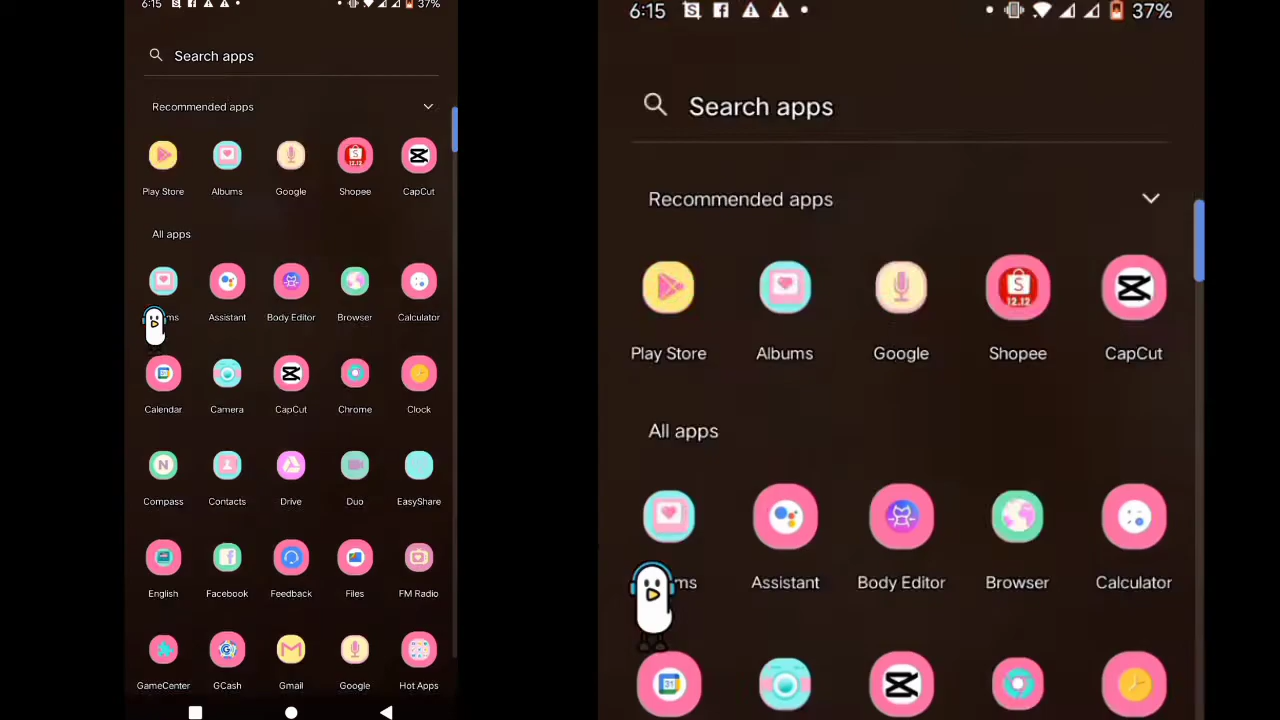 6:15 37%
Search apps
Recommended apps
Play Store Albums Google Shopee CapCut
All apps
ms Assistant Body Editor Browser Calculator
Calendar Camera CapCut Chrome Clock
Compass Contacts Drive Duo EasyShare
English Facebook Feedback Files FM Radio
GameCenter GCash Gmail Google Hot Apps
6:15 37%
Search apps
Recommended apps
12.12
Play Store Albums Google Shopee CapCut
All apps
ms Assistant Body Editor Browser Calculator
31